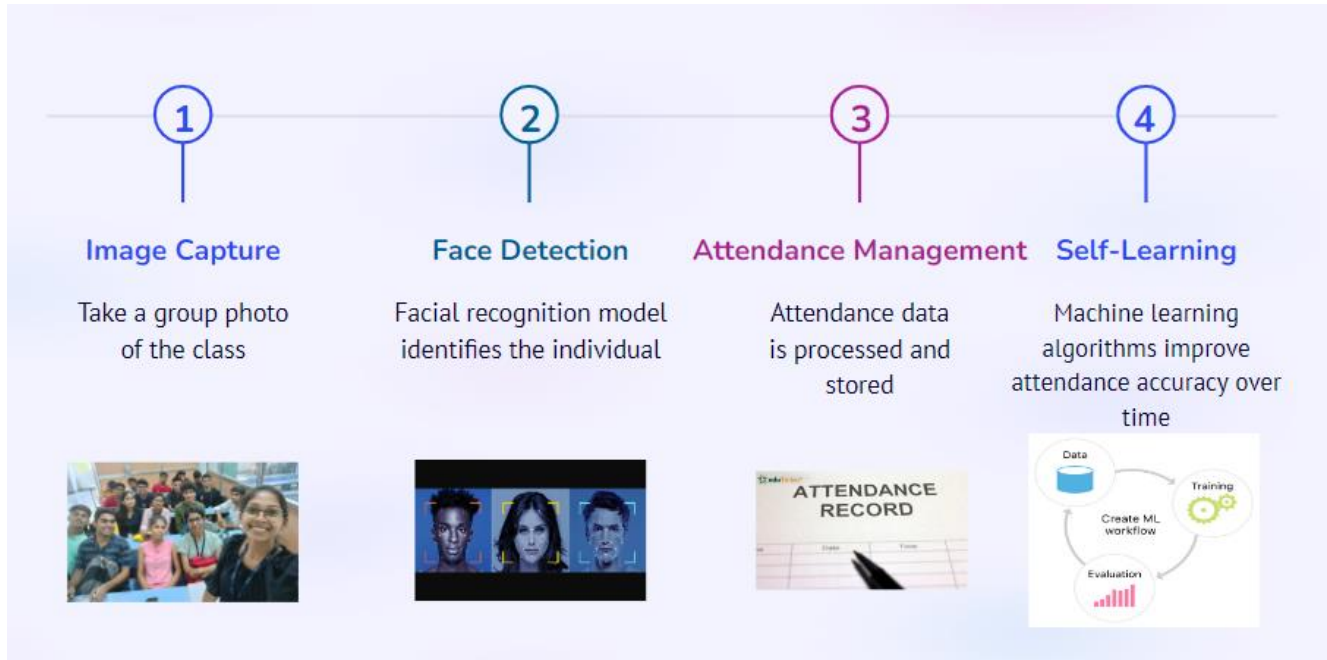 1
2
3
4
Image Capture
Face Detection
Attendance Management
Self-Learning
Take a group photo
of the class
Facial recognition model
identifies the individual
Attendance data
is processed and
stored
Machine learning
algorithms improve
attendance accuracy over
time
ATTENDANCE
RECORD
Date
Time
Data
Training
Create ML
workflow
Evaluation